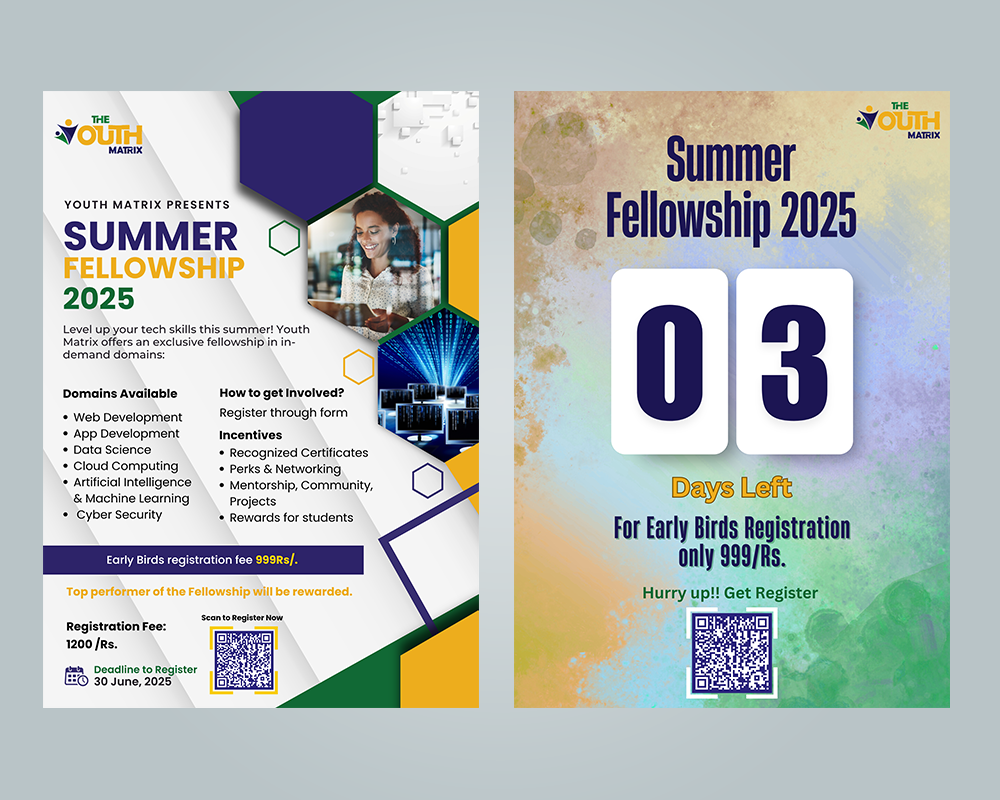 THE
YOUTH
MATRIX
YOUTH MATRIX PRESENTS
SUMMER
FELLOWSHIP
2025
Level up your tech skills this summer! Youth
Matrix offers an exclusive fellowship in in-
demand domains:
Domains Available
• Web Development
• App Development
• Data Science
• Cloud Computing
• Artificial Intelligence
& Machine Learning
• Cyber Security
How to get Involved?
Register through form
Incentives
• Recognized Certificates
• Perks & Networking
• Mentorship, Community,
Projects
• Rewards for students
Early Birds registration fee 999Rs/.
Top performer of the Fellowship will be rewarded.
Registration Fee:
1200 /Rs.
Deadline to Register
30 June, 2025
Scan to Register Now
THE
YOUTH
MATRIX
Summer
Fellowship 2025
03
Days Left
For Early Birds Registration
only 999/Rs.
Hurry up!! Get Register